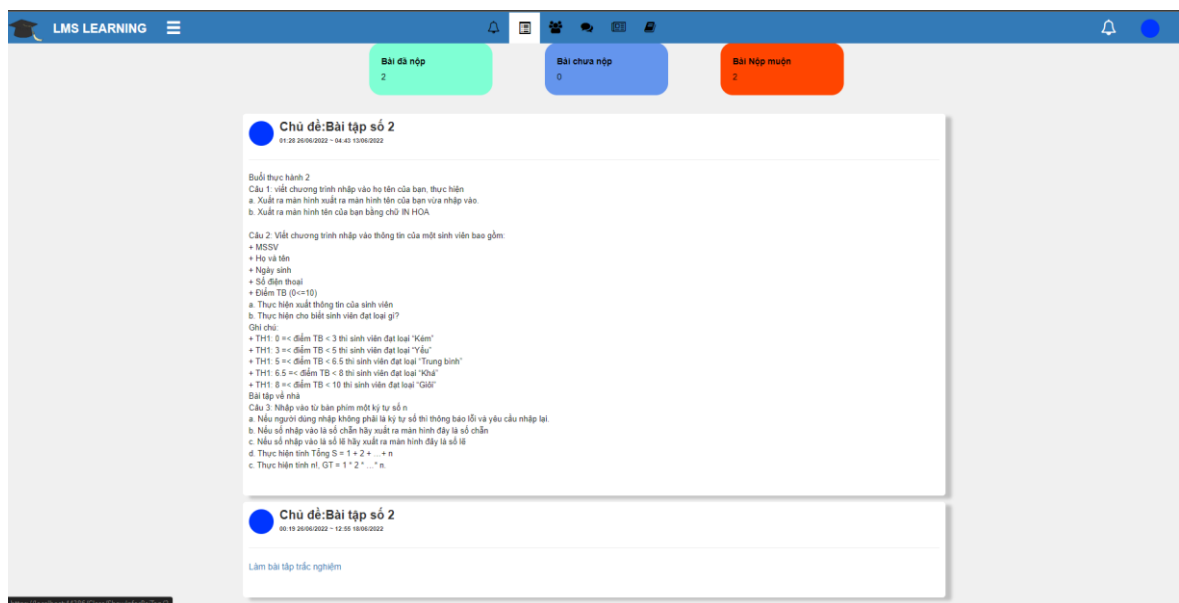 LMS LEARNING
Bài đã nộp
2
Bài chưa nộp
0
Bài Nộp muộn
2
Chủ đề:Bài tập số 2
01:28 26/06/2022 ~ 04:43 13/06/2022
Buổi thực hành 2
Câu 1: viết chương trình nhập vào họ tên của bạn, thực hiện
a. Xuất ra màn hình xuất ra màn hình tên của bạn vừa nhập vào.
b. Xuất ra màn hình tên của bạn bằng chữ IN HOA
Câu 2: Viết chương trình nhập vào thông tin của một sinh viên bao gồm:
+ MSSV
+ Họ và tên
+ Ngày sinh
+ Số điện thoại
+ Điểm TB (0<=10)
a. Thực hiện xuất thông tin của sinh viên
b. Thực hiện cho biết sinh viên đạt loại gì?
Ghi chú:
+ TH1: 0 =< điểm TB < 3 thì sinh viên đạt loại “Kém”
+ TH1: 3 =< điểm TB < 5 thì sinh viên đạt loại “Yếu”
+ TH1: 5 =< điểm TB < 6.5 thì sinh viên đạt loại “Trung bình”
+ TH1: 6.5 =< điểm TB < 8 thì sinh viên đạt loại “Khá”
+ TH1: 8 =< điểm TB < 10 thì sinh viên đạt loại “Giỏi”
Bài tập về nhà
Câu 3: Nhập vào từ bàn phím một ký tự số n
a. Nếu người dùng nhập không phải là ký tự số thì thông báo lỗi và yêu cầu nhập lại.
b. Nếu số nhập vào là số chẵn hãy xuất ra màn hình đây là số chẵn
c. Nếu số nhập vào là số lẽ hãy xuất ra màn hình đây là số lẽ
d. Thực hiện tính Tổng S = 1 + 2 + ...+ n
c. Thực hiện tính n!, GT = 1 * 2 * …* n.
Chủ đề:Bài tập số 2
00:19 26/06/2022 ~ 12:55 18/06/2022
Làm bài tập trắc nghiệm